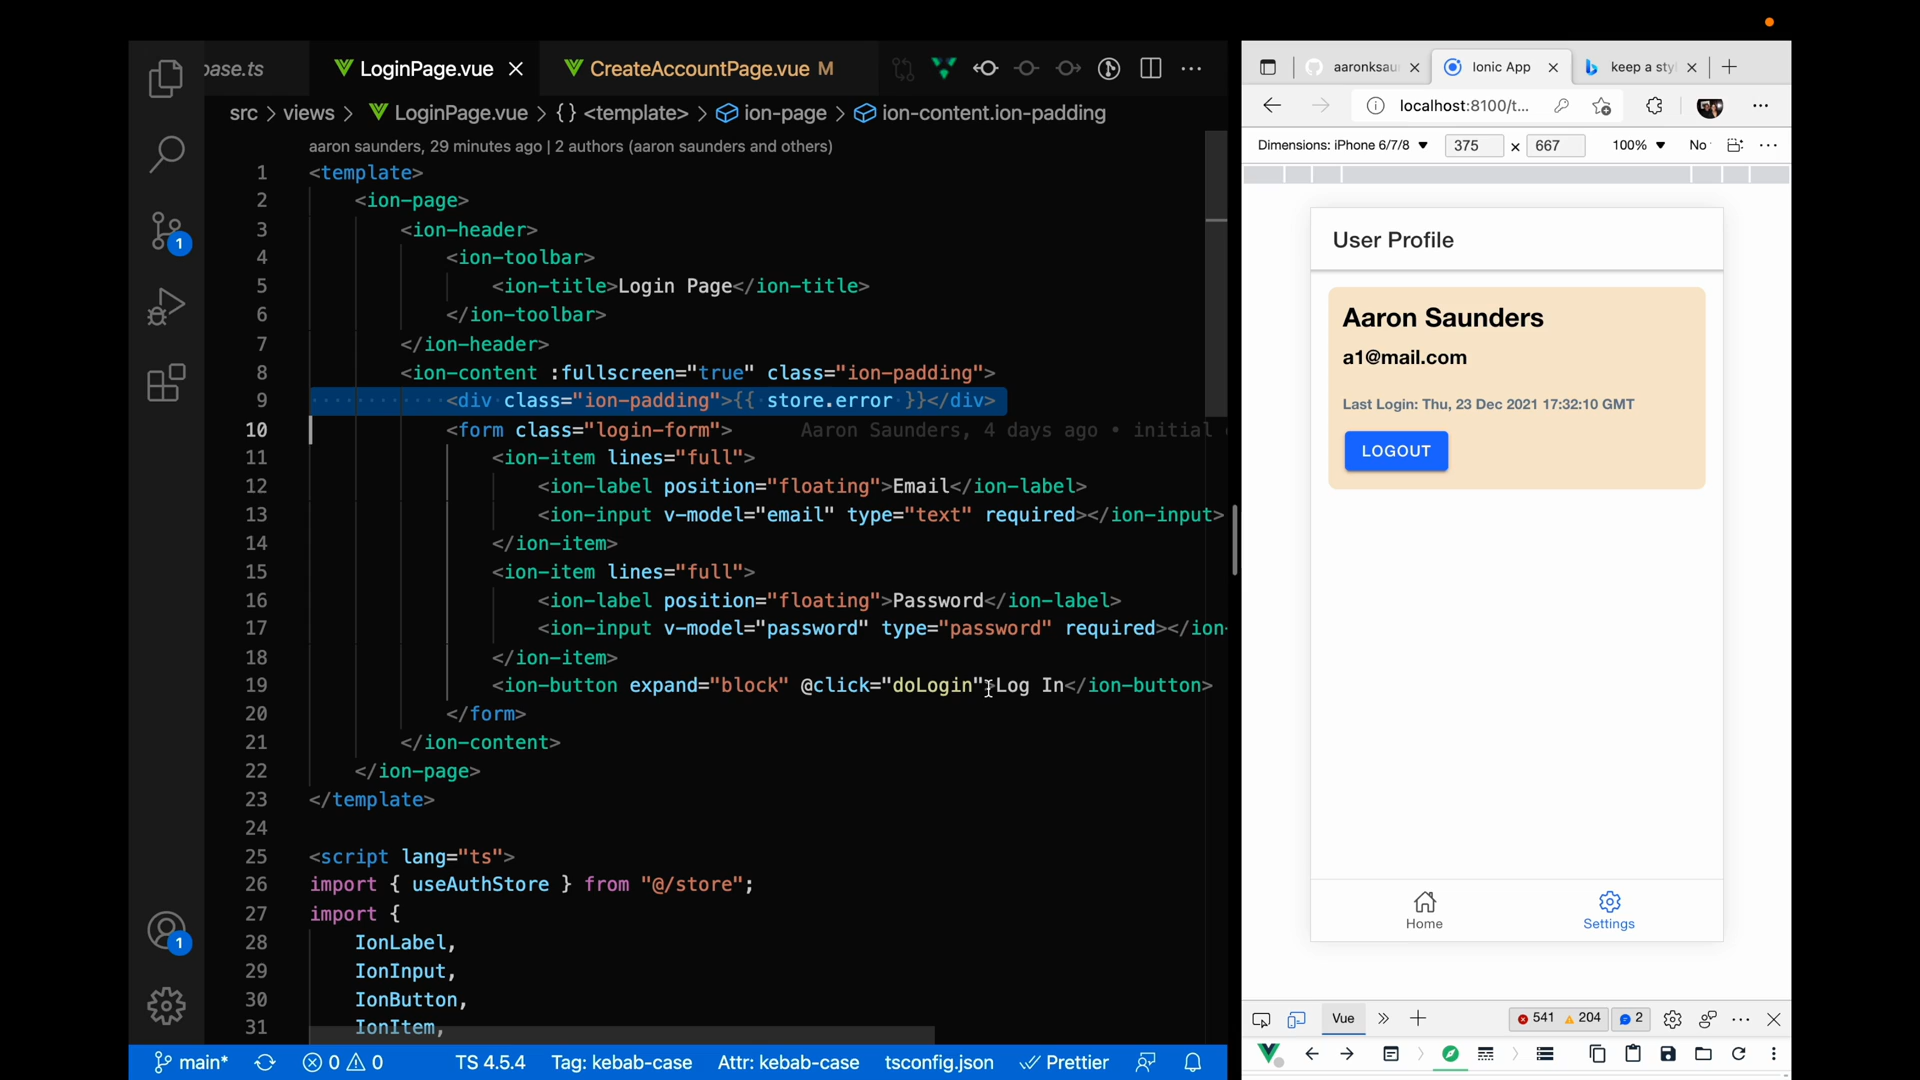 base.ts
LoginPage.vue
CreateAccountPage.vue M
src > views > LoginPage.vue > {} <template> > ion-page > ion-content.ion-padding
aaron saunders, 29 minutes ago | 2 authors (aaron saunders and others)
1 <template>
2 <ion-page>
3 <ion-header>
4 <ion-toolbar>
5 <ion-title>Login Page</ion-title>
6 </ion-toolbar>
7 </ion-header>
8 <ion-content :fullscreen="true" class="ion-padding">
9 <div class="ion-padding">{{ store.error }}</div>
10 <form class="login-form"> Aaron Saunders, 4 days ago • initial
11 <ion-item lines="full">
12 <ion-label position="floating">Email</ion-label>
13 <ion-input v-model="email" type="text" required></ion-input>
14 </ion-item>
15 <ion-item lines="full">
16 <ion-label position="floating">Password</ion-label>
17 <ion-input v-model="password" type="password" required></ion-
18 </ion-item>
19 <ion-button expand="block" @click="doLogin">Log In</ion-button>
20 </form>
21 </ion-content>
22 </ion-page>
23 </template>
24
25 <script lang="ts">
26 import { useAuthStore } from "@/store";
27 import {
28 IonLabel,
29 IonInput,
30 IonButton,
31 IonItem,
1
1
main* 0 0 TS 4.5.4 Tag: kebab-case Attr: kebab-case tsconfig.json Prettier
aaronksau
Ionic App
keep a sty
localhost:8100/t...
Dimensions: iPhone 6/7/8 375 × 667 100% No
User Profile
Aaron Saunders
a1@mail.com
Last Login: Thu, 23 Dec 2021 17:32:10 GMT
LOGOUT
Home
Settings
Vue 541 204 2